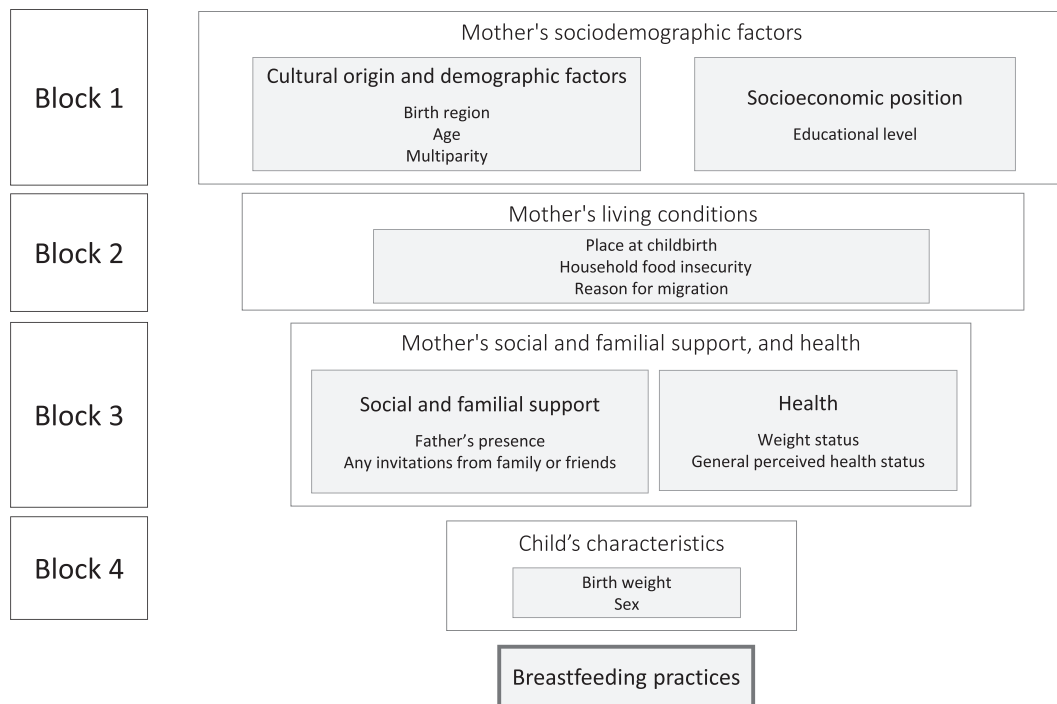 Block 1
Mother's sociodemographic factors
Cultural origin and demographic factors
Birth region
Age
Multiparity
Socioeconomic position
Educational level
Block 2
Mother's living conditions
Place at childbirth
Household food insecurity
Reason for migration
Block 3
Mother's social and familial support, and health
Social and familial support
Father’s presence
Any invitations from family or friends
Health
Weight status
General perceived health status
Block 4
Child’s characteristics
Birth weight
Sex
Breastfeeding practices